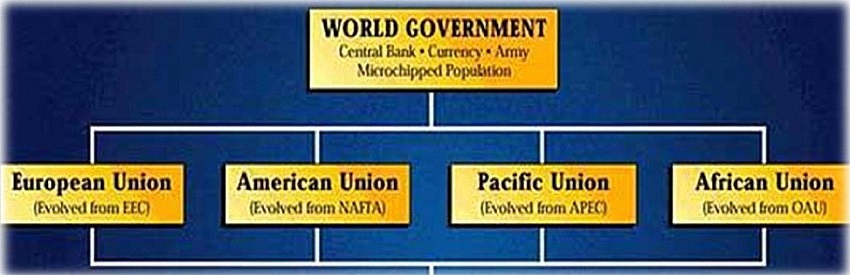 WORLD GOVERNMENT
Central Bank • Currency • Army
Microchipped Population
European Union
(Evolved from EEC)
American Union
(Evolved from NAFTA)
Pacific Union
(Evolved from APEC)
African Union
(Evolved from OAU)